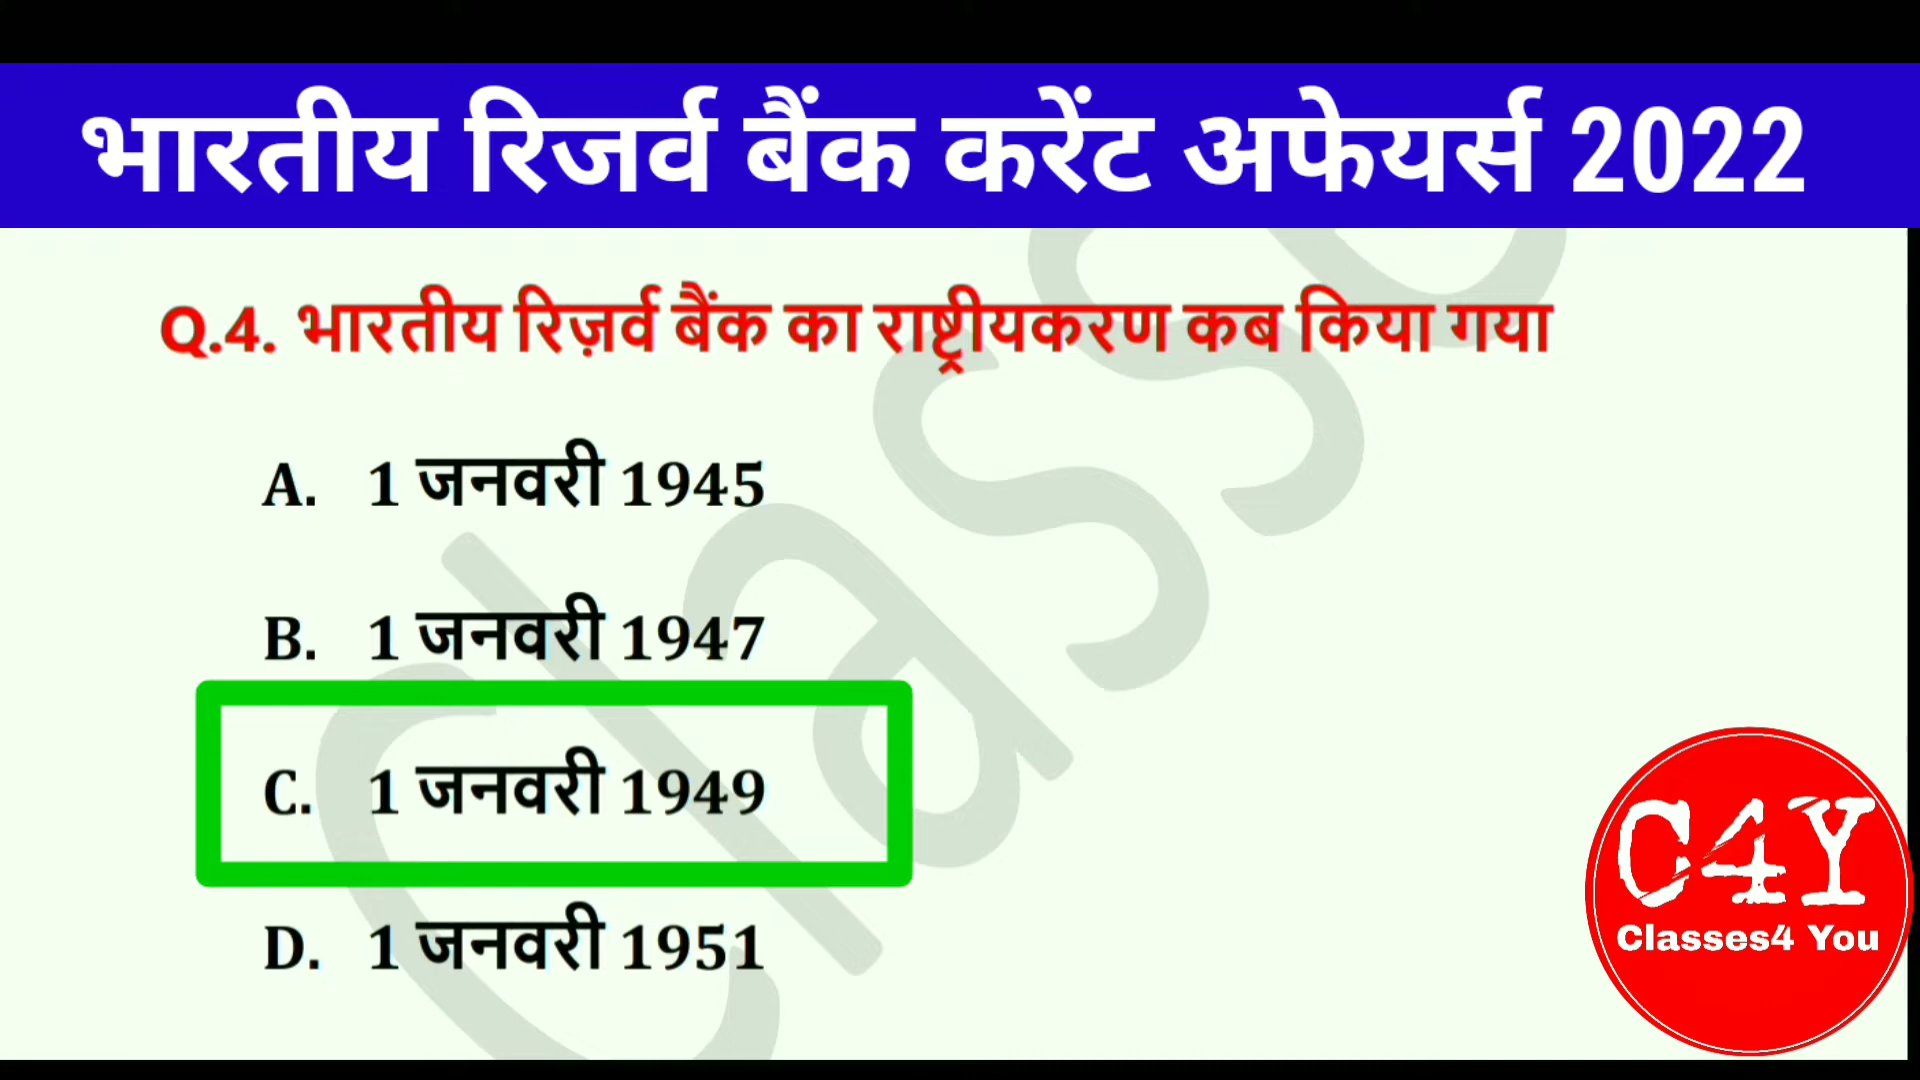 भारतीय रिजर्व बैंक करेंट अफेयर्स 2022
Q.4. भारतीय रिज़र्व बैंक का राष्ट्रीयकरण कब किया गया
A. 1 जनवरी 1945
B. 1 जनवरी 1947
C. 1 जनवरी 1949
D. 1 जनवरी 1951
C4Y
Classes4 You
Classe